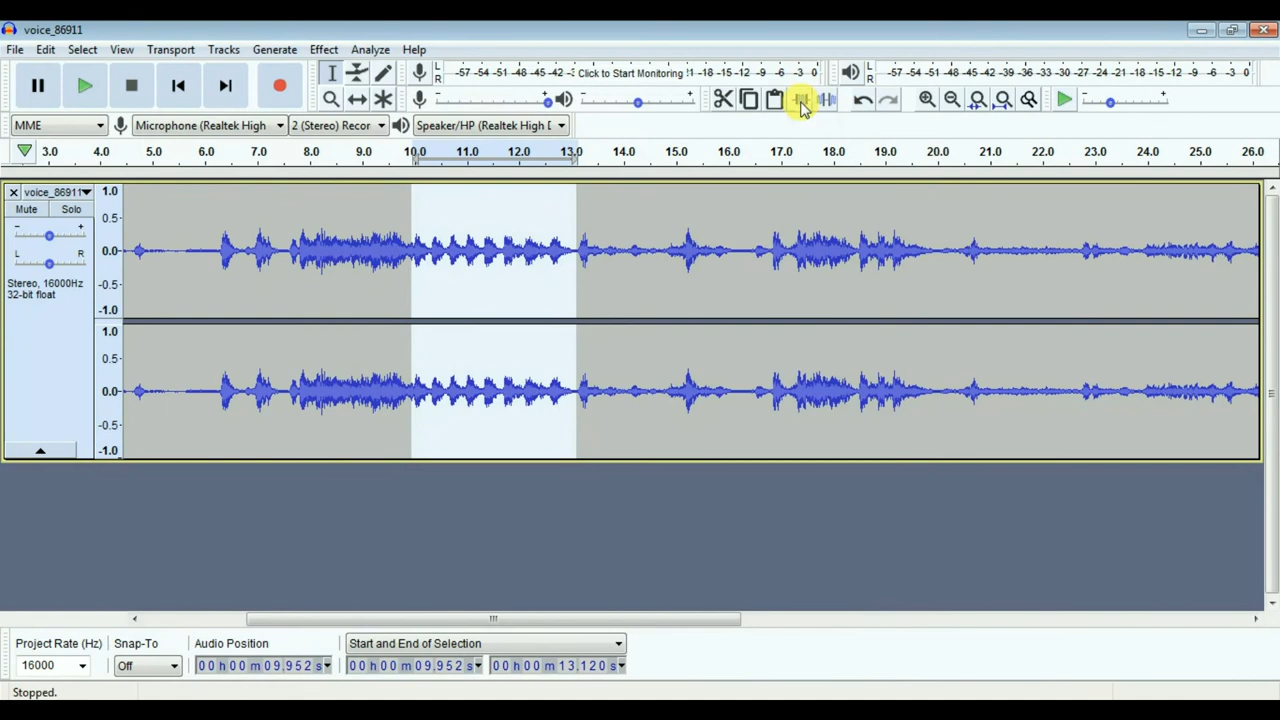 voice_86911
File Edit Select View Transport Tracks Generate Effect Analyze Help
L
R
-57 -54 -51 -48 -45 -42 -3 Click to Start Monitoring !1 -18 -15 -12 -9 -6 -3 0
L
R
-57 -54 -51 -48 -45 -42 -39 -36 -33 -30 -27 -24 -21 -18 -15 -12 -9 -6 -3 0
- +
- +
- +
MME
Microphone (Realtek High
2 (Stereo) Recor
Speaker/HP (Realtek High D
3.0 4.0 5.0 6.0 7.0 8.0 9.0 10.0 11.0 12.0 13.0 14.0 15.0 16.0 17.0 18.0 19.0 20.0 21.0 22.0 23.0 24.0 25.0 26.0
voice_86911
Mute Solo
- +
L R
Stereo, 16000Hz
32-bit float
1.0
0.5
0.0
-0.5
-1.0
1.0
0.5
0.0
-0.5
-1.0
Project Rate (Hz) Snap-To Audio Position Start and End of Selection
16000 Off 00 h 00 m 09.952 s 00 h 00 m 09.952 s 00 h 00 m 13.120 s
Stopped.